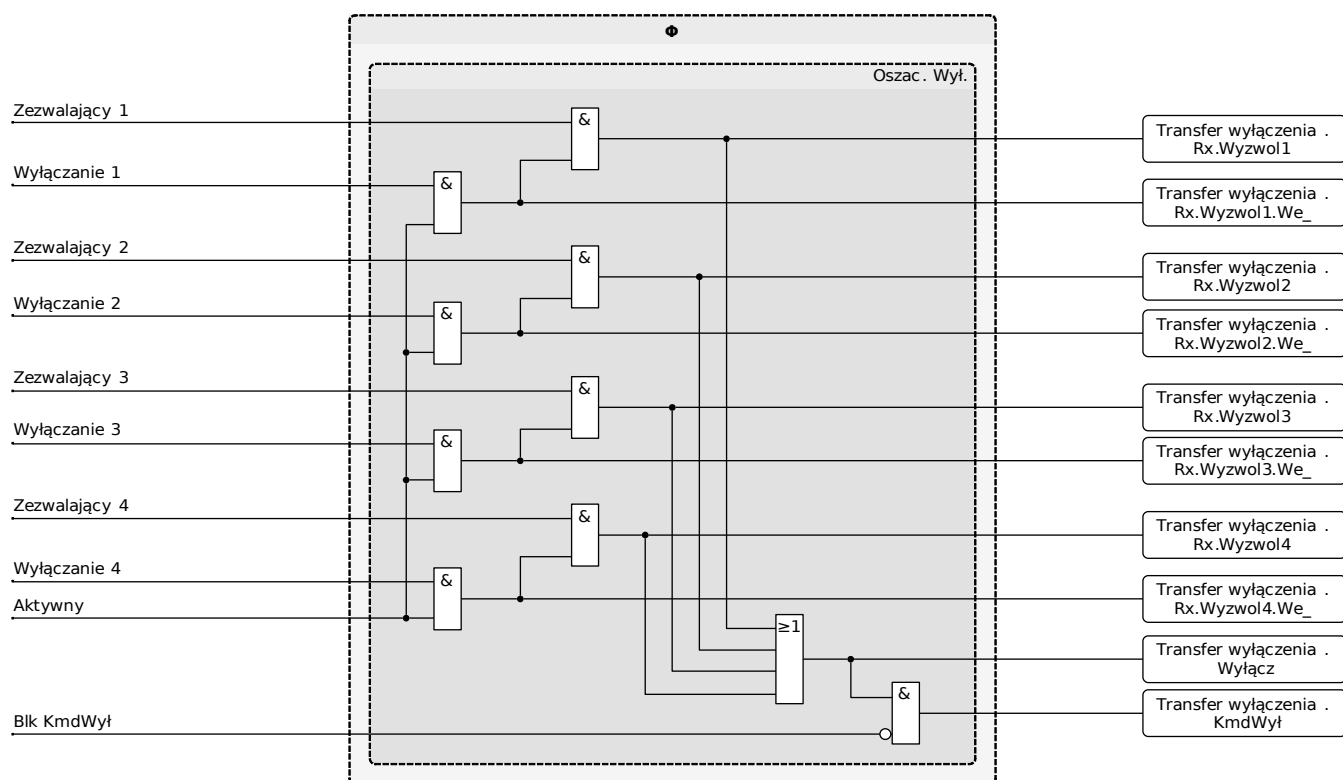 Φ
Oszac. Wył.
Zezwalający 1
&
Transfer wyłączenia .
Rx.Wyzwol1
Wyłączanie 1
&
Transfer wyłączenia .
Rx.Wyzwol1.We_
Zezwalający 2
&
Transfer wyłączenia .
Rx.Wyzwol2
Wyłączanie 2
&
Transfer wyłączenia .
Rx.Wyzwol2.We_
Zezwalający 3
&
Transfer wyłączenia .
Rx.Wyzwol3
Wyłączanie 3
&
Transfer wyłączenia .
Rx.Wyzwol3.We_
Zezwalający 4
&
Transfer wyłączenia .
Rx.Wyzwol4
Wyłączanie 4
&
Transfer wyłączenia .
Rx.Wyzwol4.We_
Aktywny
≥1
Transfer wyłączenia .
Wyłącz
&
Transfer wyłączenia .
KmdWył
Blk KmdWył